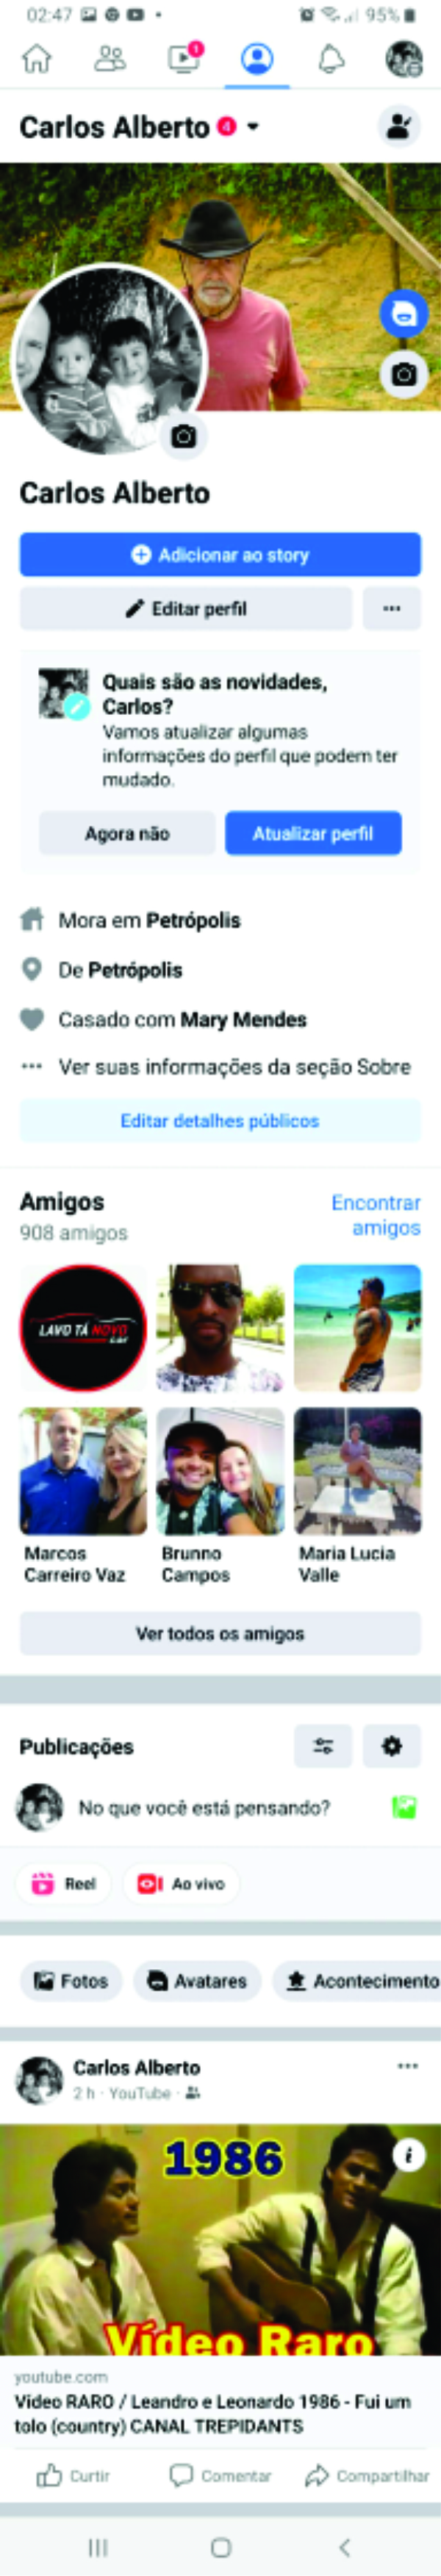 02:47
95%
1
Carlos Alberto 4
Carlos Alberto
Adicionar ao story
Editar perfil
Quais são as novidades,
Carlos?
Vamos atualizar algumas
informações do perfil que podem ter
mudado.
Agora não
Atualizar perfil
Mora em Petrópolis
De Petrópolis
Casado com Mary Mendes
Ver suas informações da seção Sobre
Editar detalhes públicos
Amigos
Encontrar
amigos
908 amigos
LAVO TÁ NOVO
Marcos
Carreiro Vaz
Brunno
Campos
Maria Lucia
Valle
Ver todos os amigos
Publicações
No que você está pensando?
Reel
Ao vivo
Fotos
Avatares
Acontecimento
Carlos Alberto
2 h · YouTube ·
1986
Vídeo Raro
youtube.com
Vídeo RARO / Leandro e Leonardo 1986 - Fui um
tolo (country) CANAL TREPIDANTS
Curtir
Comentar
Compartilhar